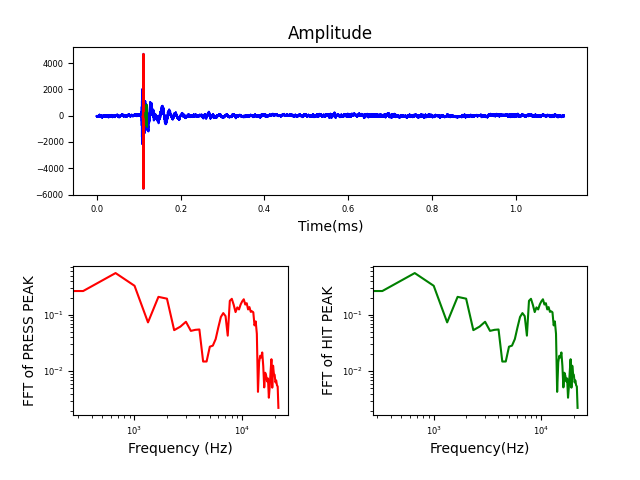 Amplitude
4000
2000
0
−2000
−4000
−6000
0.0 0.2 0.4 0.6 0.8 1.0
Time(ms)
FFT of PRESS PEAK
10⁻¹
10⁻²
10³ 10⁴
Frequency (Hz)
FFT of HIT PEAK
10⁻¹
10⁻²
10³ 10⁴
Frequency(Hz)